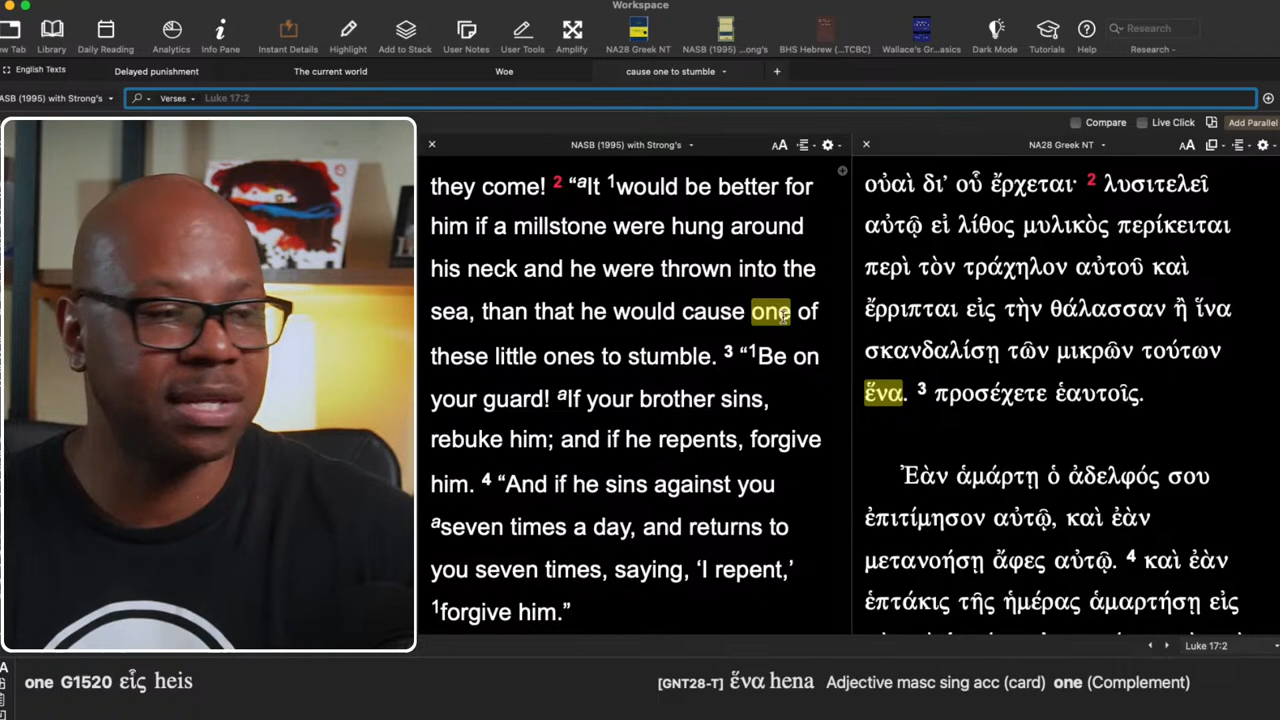 Workspace
ew Tab
Library
Daily Reading
Analytics
Info Pane
Instant Details
Highlight
Add to Stack
User Notes
User Tools
Amplify
NA28 Greek NT
NASB (1995) ...ong's
BHS Hebrew (..TCBC)
Wallace's Gr...asics
Dark Mode
Tutorials
Help
Research
Research
English Texts
Delayed punishment
The current world
Woe
cause one to stumble
+
ASB (1995) with Strong's
Verses
Luke 17:2
Compare
Live Click
Add Parallel
NASB (1995) with Strong's
AA
they come! 2 “aIt 1would be better for
him if a millstone were hung around
his neck and he were thrown into the
sea, than that he would cause one of
these little ones to stumble. 3 “1Be on
your guard! aIf your brother sins,
rebuke him; and if he repents, forgive
him. 4 “And if he sins against you
aseven times a day, and returns to
you seven times, saying, ‘I repent,’
1forgive him.”
NA28 Greek NT
AA
οὐαὶ δι’ οὗ ἔρχεται· 2 λυσιτελεῖ
αὐτῷ εἰ λίθος μυλικὸς περίκειται
περὶ τὸν τράχηλον αὐτοῦ καὶ
ἔρριπται εἰς τὴν θάλασσαν ἢ ἵνα
σκανδαλίσῃ τῶν μικρῶν τούτων
ἕνα. 3 προσέχετε ἑαυτοῖς.
Ἐὰν ἁμάρτῃ ὁ ἀδελφός σου
ἐπιτίμησον αὐτῷ, καὶ ἐὰν
μετανοήσῃ ἄφες αὐτῷ. 4 καὶ ἐὰν
ἑπτάκις τῆς ἡμέρας ἁμαρτήσῃ εἰς
Luke 17:2
one G1520 εἷς heis
[GNT28-T] ἕνα hena Adjective masc sing acc (card) one (Complement)